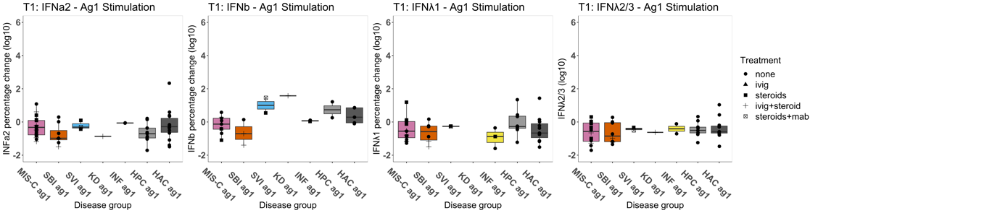 T1: IFNa2 - Ag1 Stimulation
INFa2 percentage change (log10)
6
4
2
0
-2
MIS-C ag1
SBI ag1
SVI ag1
KD ag1
INF ag1
HPC ag1
HAC ag1
Disease group
T1: IFNb - Ag1 Stimulation
IFNb percentage change (log10)
6
4
2
0
-2
MIS-C ag1
SBI ag1
SVI ag1
KD ag1
INF ag1
HPC ag1
HAC ag1
Disease group
T1: IFNλ1 - Ag1 Stimulation
IFNλ1 percentage change (log10)
6
4
2
0
-2
MIS-C ag1
SBI ag1
SVI ag1
KD ag1
INF ag1
HPC ag1
HAC ag1
Disease group
T1: IFNλ2/3 - Ag1 Stimulation
IFNλ2/3 (log10)
6
4
2
0
-2
MIS-C ag1
SBI ag1
SVI ag1
KD ag1
INF ag1
HPC ag1
HAC ag1
Disease group
Treatment
none
ivig
steroids
ivig+steroid
steroids+mab